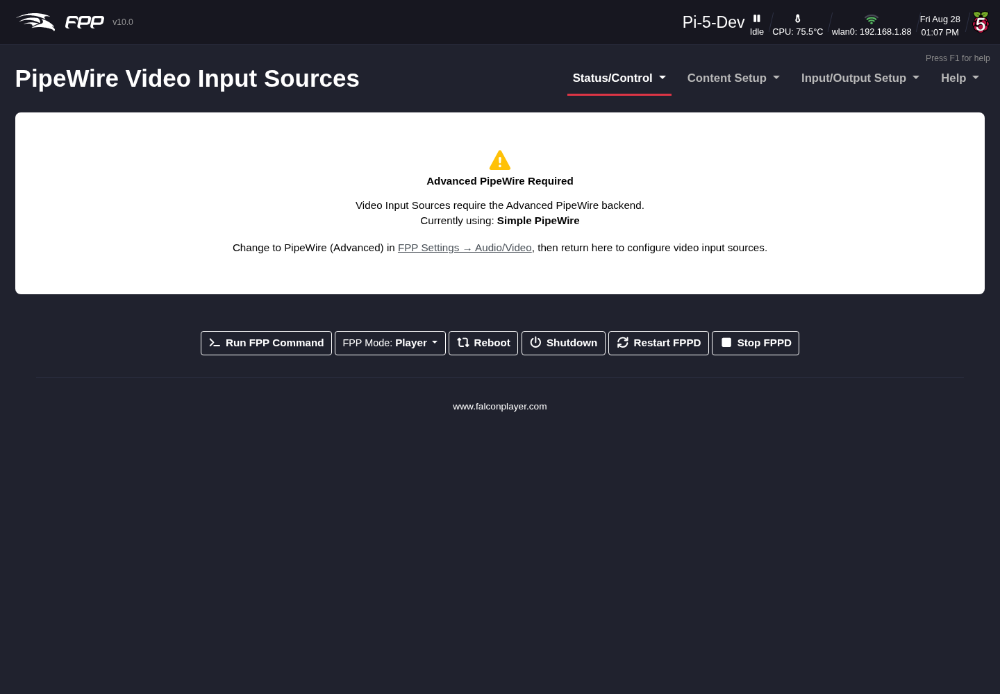 FPP
v10.0
Pi-5-Dev
Idle
CPU: 75.5°C
wlan0: 192.168.1.88
Fri Aug 28
01:07 PM
5
Press F1 for help
PipeWire Video Input Sources
Status/Control
Content Setup
Input/Output Setup
Help
Advanced PipeWire Required
Video Input Sources require the Advanced PipeWire backend.
Currently using: Simple PipeWire
Change to PipeWire (Advanced) in FPP Settings → Audio/Video, then return here to configure video input sources.
Run FPP Command
FPP Mode: Player
Reboot
Shutdown
Restart FPPD
Stop FPPD
www.falconplayer.com